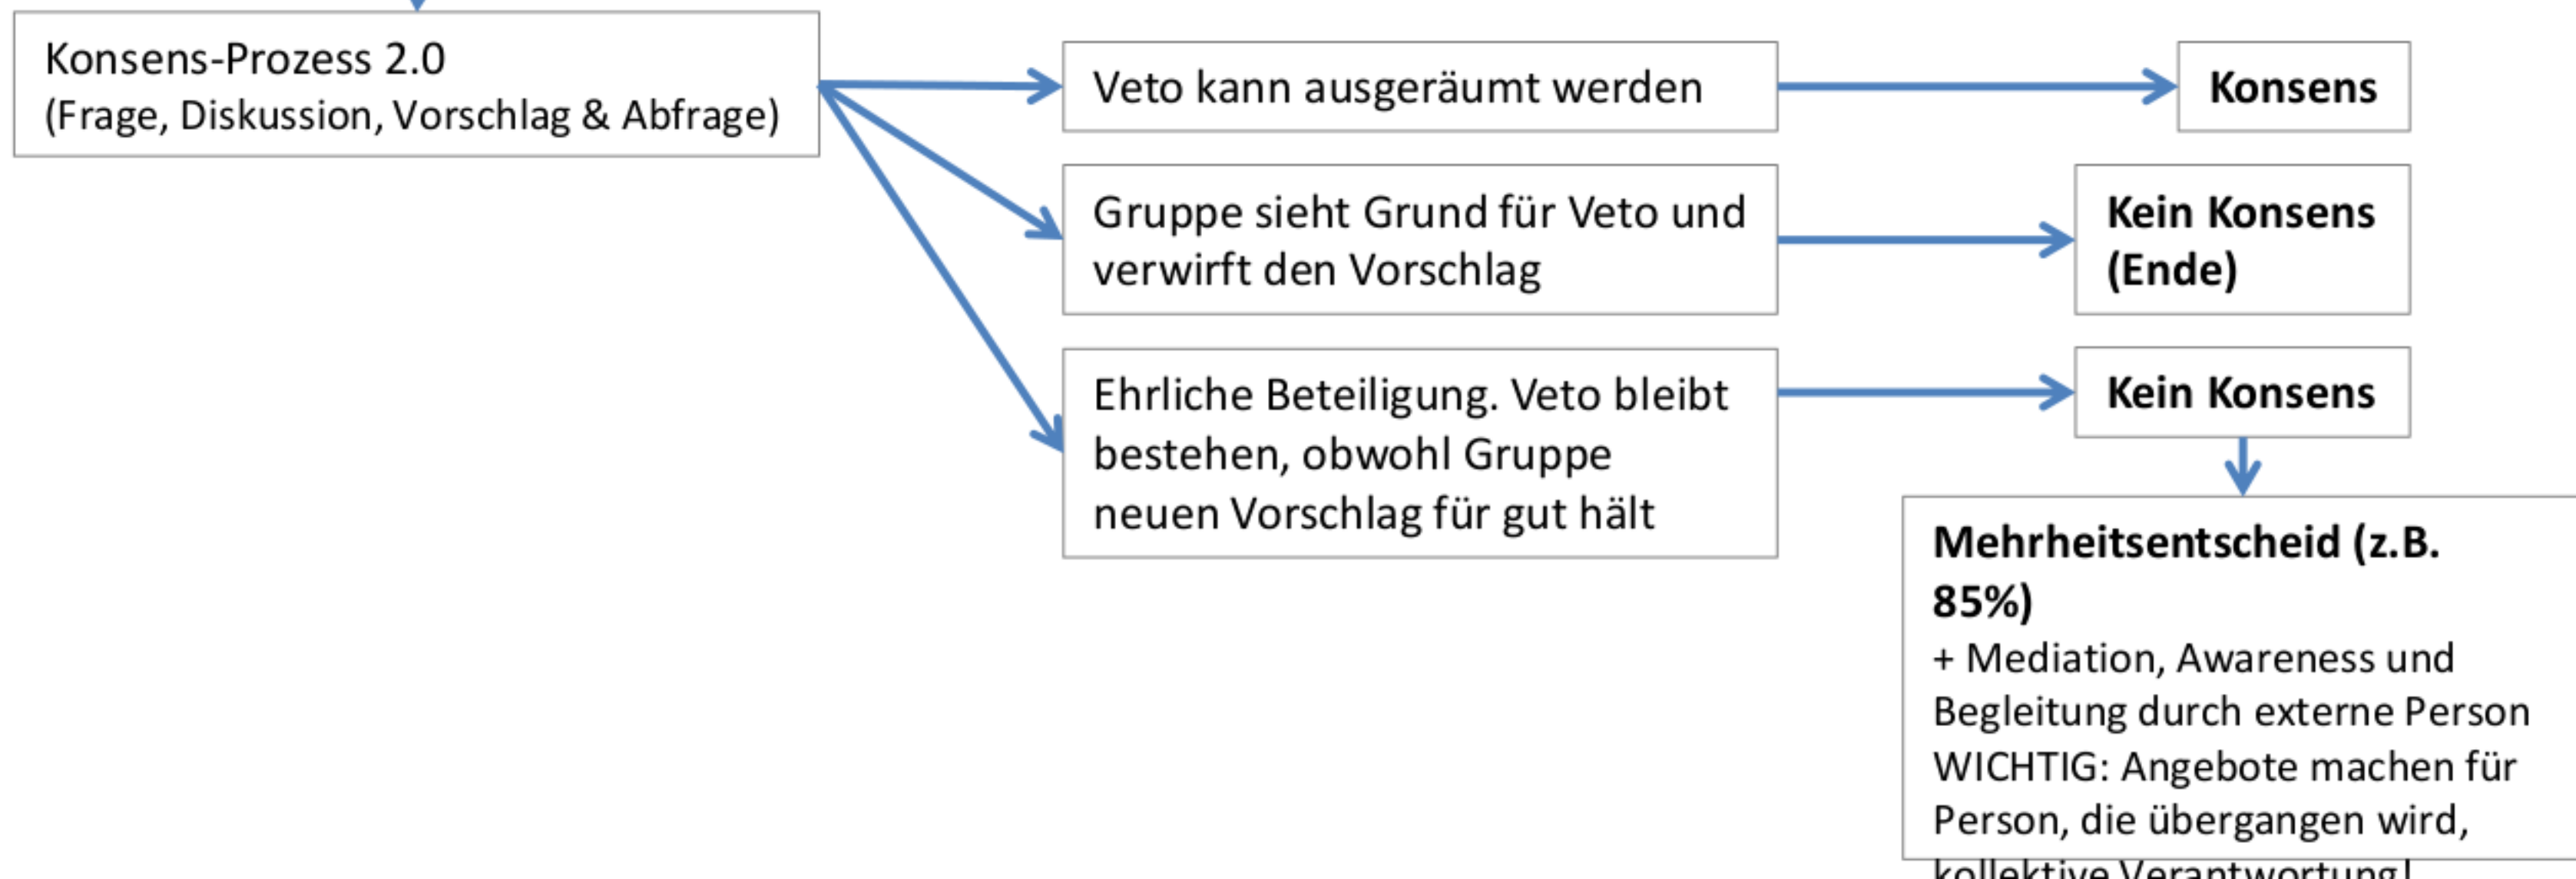 Konsens-Prozess 2.0
(Frage, Diskussion, Vorschlag & Abfrage)
Veto kann ausgeräumt werden
Konsens
Gruppe sieht Grund für Veto und
verwirft den Vorschlag
Kein Konsens
(Ende)
Ehrliche Beteiligung. Veto bleibt
bestehen, obwohl Gruppe
neuen Vorschlag für gut hält
Kein Konsens
Mehrheitsentscheid (z.B.
85%)
+ Mediation, Awareness und
Begleitung durch externe Person
WICHTIG: Angebote machen für
Person, die übergangen wird,
kollektive Verantwortung!